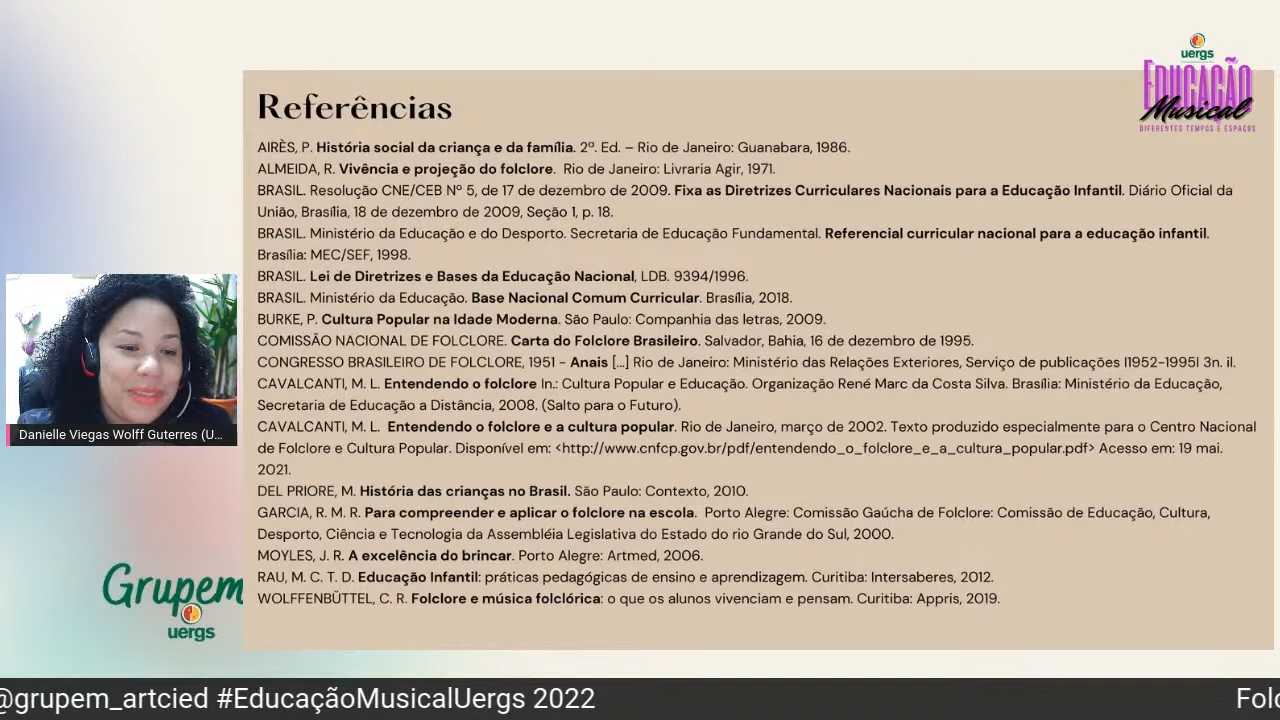 uergs
EDUCAÇÃO
Musical
DIFERENTES TEMPOS E ESPAÇOS
Referências
AIRÈS, P. História social da criança e da família. 2ª. Ed. – Rio de Janeiro: Guanabara, 1986.
ALMEIDA, R. Vivência e projeção do folclore. Rio de Janeiro: Livraria Agir, 1971.
BRASIL. Resolução CNE/CEB Nº 5, de 17 de dezembro de 2009. Fixa as Diretrizes Curriculares Nacionais para a Educação Infantil. Diário Oficial da
União, Brasília, 18 de dezembro de 2009, Seção 1, p. 18.
BRASIL. Ministério da Educação e do Desporto. Secretaria de Educação Fundamental. Referencial curricular nacional para a educação infantil.
Brasília: MEC/SEF, 1998.
BRASIL. Lei de Diretrizes e Bases da Educação Nacional, LDB. 9394/1996.
BRASIL. Ministério da Educação. Base Nacional Comum Curricular. Brasília, 2018.
BURKE, P. Cultura Popular na Idade Moderna. São Paulo: Companhia das letras, 2009.
COMISSÃO NACIONAL DE FOLCLORE. Carta do Folclore Brasileiro. Salvador, Bahia, 16 de dezembro de 1995.
CONGRESSO BRASILEIRO DE FOLCLORE, 1951 - Anais [...] Rio de Janeiro: Ministério das Relações Exteriores, Serviço de publicações I1952-1995I 3n. il.
CAVALCANTI, M. L. Entendendo o folclore In.: Cultura Popular e Educação. Organização René Marc da Costa Silva. Brasília: Ministério da Educação,
Secretaria de Educação a Distância, 2008. (Salto para o Futuro).
CAVALCANTI, M. L. Entendendo o folclore e a cultura popular. Rio de Janeiro, março de 2002. Texto produzido especialmente para o Centro Nacional
de Folclore e Cultura Popular. Disponível em: <http://www.cnfcp.gov.br/pdf/entendendo_o_folclore_e_a_cultura_popular.pdf> Acesso em: 19 mai.
2021.
DEL PRIORE, M. História das crianças no Brasil. São Paulo: Contexto, 2010.
GARCIA, R. M. R. Para compreender e aplicar o folclore na escola. Porto Alegre: Comissão Gaúcha de Folclore: Comissão de Educação, Cultura,
Desporto, Ciência e Tecnologia da Assembléia Legislativa do Estado do rio Grande do Sul, 2000.
MOYLES, J. R. A excelência do brincar. Porto Alegre: Artmed, 2006.
RAU, M. C. T. D. Educação Infantil: práticas pedagógicas de ensino e aprendizagem. Curitiba: Intersaberes, 2012.
WOLFFENBÜTTEL, C. R. Folclore e música folclórica: o que os alunos vivenciam e pensam. Curitiba: Appris, 2019.
Danielle Viegas Wolff Guterres (U...
Grupem
uergs
@grupem_artcied #EducaçãoMusicalUergs 2022
Folc